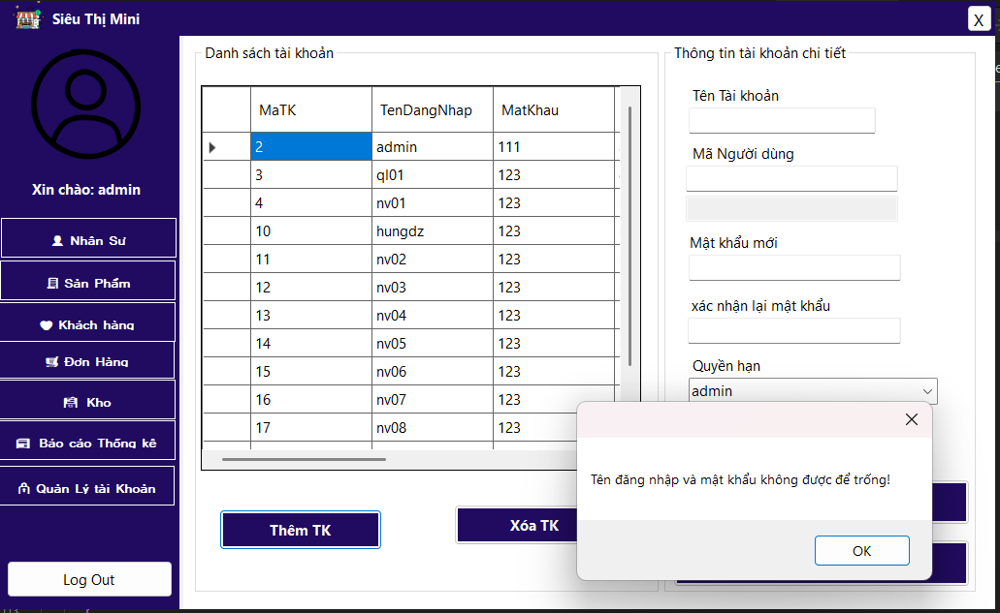 Siêu Thị Mini
X
Xin chào: admin
Nhân Sư
Sản Phẩm
Khách hàng
Đơn Hàng
Kho
Báo cáo Thống kê
Quản Lý tài Khoản
Log Out
Danh sách tài khoản
MaTK TenDangNhap MatKhau
2 admin 111
3 ql01 123
4 nv01 123
10 hungdz 123
11 nv02 123
12 nv03 123
13 nv04 123
14 nv05 123
15 nv06 123
16 nv07 123
17 nv08 123
Thêm TK
Xóa TK
Thông tin tài khoản chi tiết
Tên Tài khoản
Mã Người dùng
Mật khẩu mới
xác nhận lại mật khẩu
Quyền hạn
admin
Tên đăng nhập và mật khẩu không được để trống!
OK